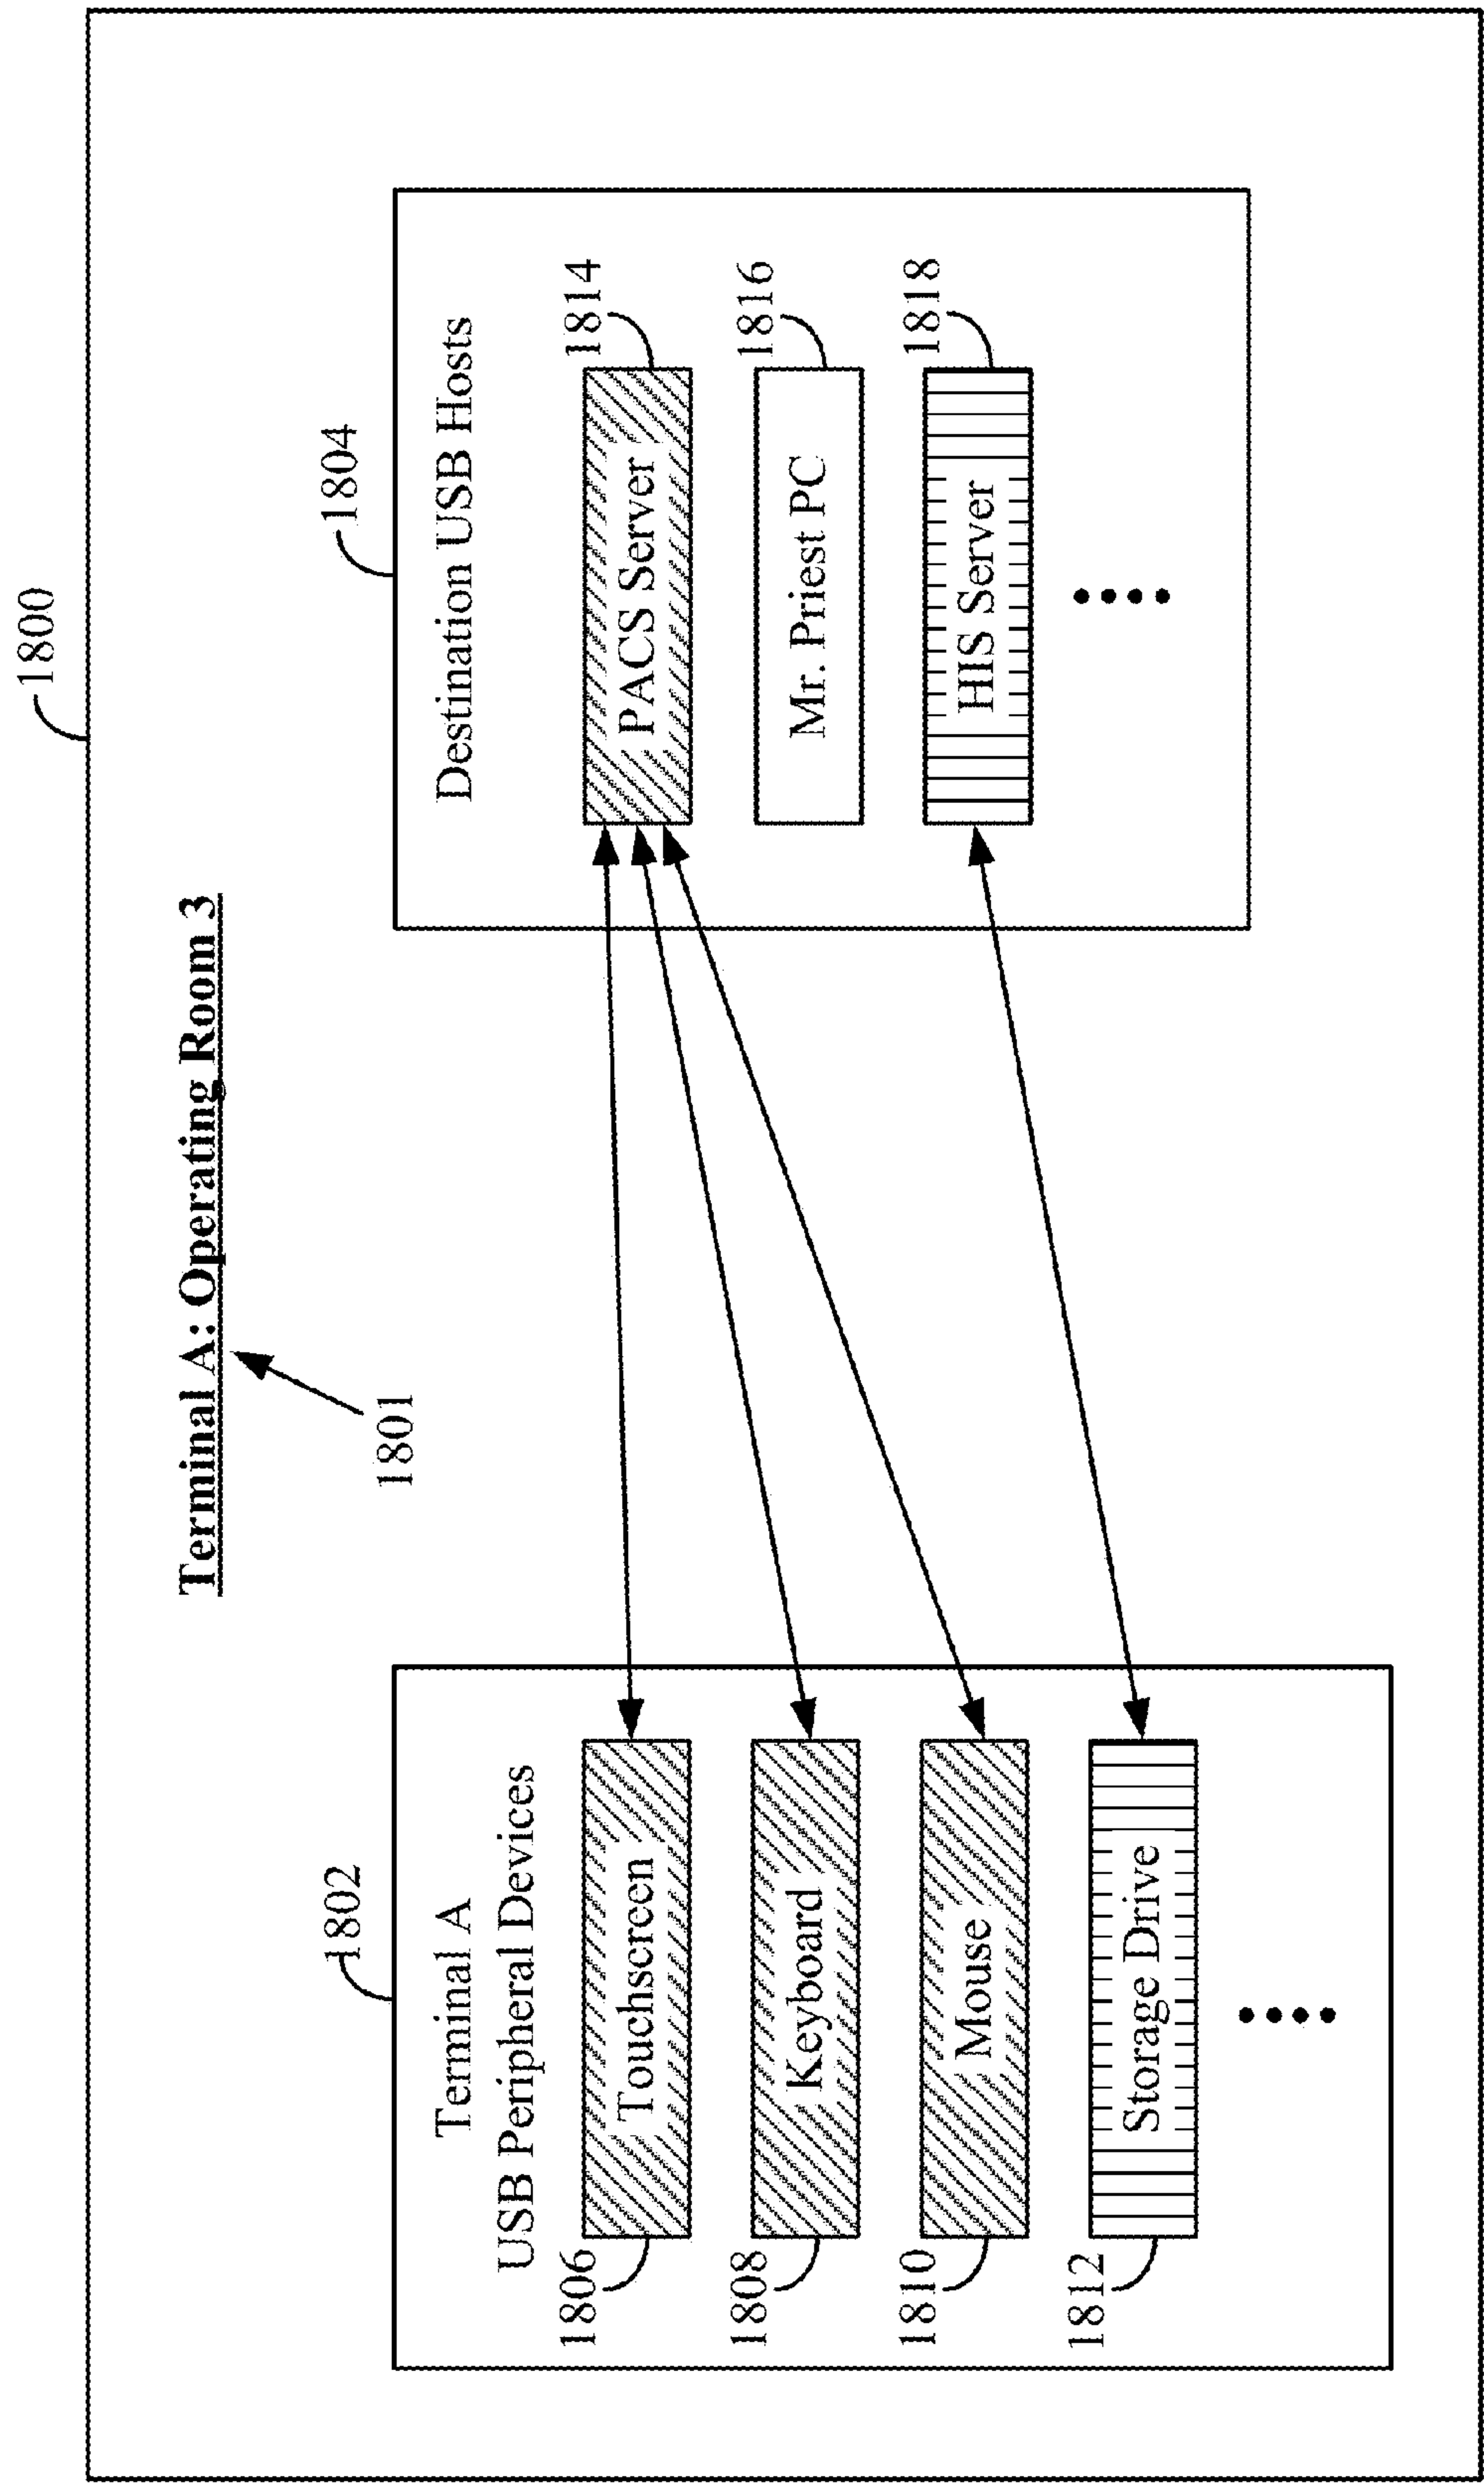 1800
Terminal A: Operating Room 3
1801
1802
Terminal A
USB Peripheral Devices
1806
Touchscreen
1808
Keyboard
1810
Mouse
1812
Storage Drive
1804
Destination USB Hosts
PACS Server
1814
Mr. Priest PC
1816
HIS Server
1818